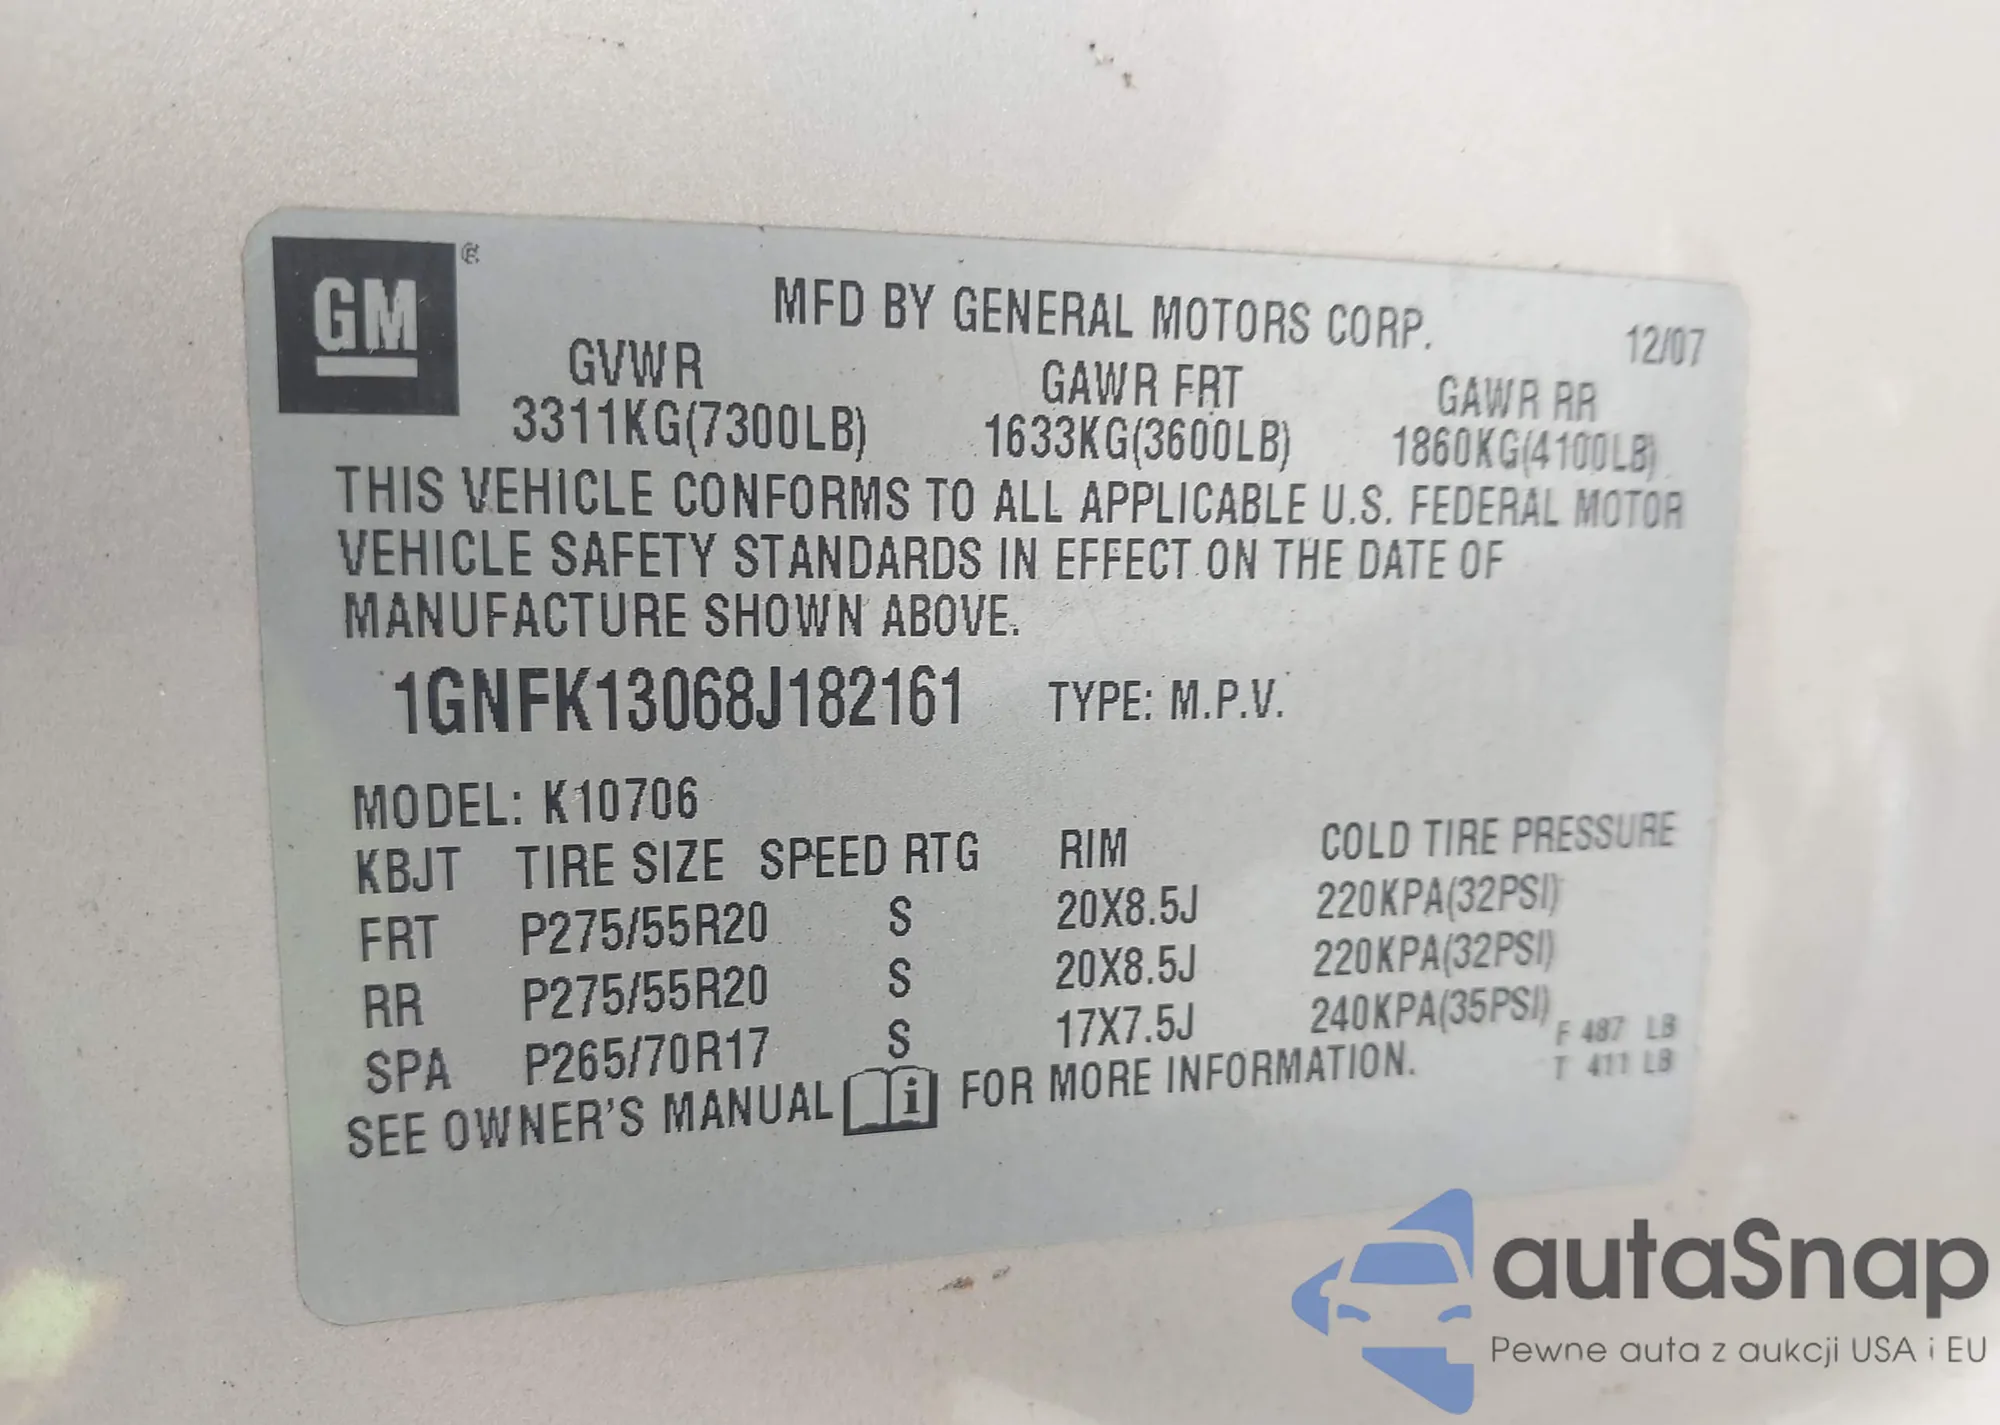 GM
MFD BY GENERAL MOTORS CORP. 12/07
GVWR GAWR FRT GAWR RR
3311KG(7300LB) 1633KG(3600LB) 1860KG(4100LB)
THIS VEHICLE CONFORMS TO ALL APPLICABLE U.S. FEDERAL MOTOR
VEHICLE SAFETY STANDARDS IN EFFECT ON THE DATE OF
MANUFACTURE SHOWN ABOVE.
1GNFK13068J182161 TYPE: M.P.V.
MODEL: K10706
KBJT TIRE SIZE SPEED RTG RIM COLD TIRE PRESSURE
FRT P275/55R20 S 20X8.5J 220KPA(32PSI)
RR P275/55R20 S 20X8.5J 220KPA(32PSI)
SPA P265/70R17 S 17X7.5J 240KPA(35PSI)
F 487 LB
T 411 LB
SEE OWNER'S MANUAL i FOR MORE INFORMATION.
autaSnap
Pewne auta z aukcji USA i EU